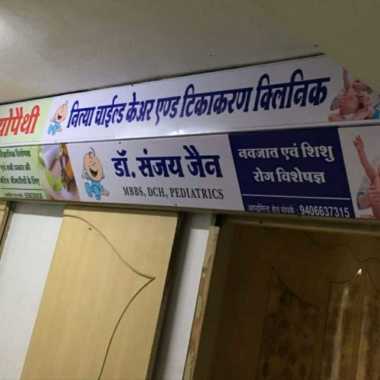 योपैथी
नित्या चाईल्ड केअर एण्ड टिकाकरण क्लिनिक
डॉ. संजय जैन
MBBS, DCH, PEDIATRICS
नवजात एवं शिशु
रोग विशेषज्ञ
9406637315